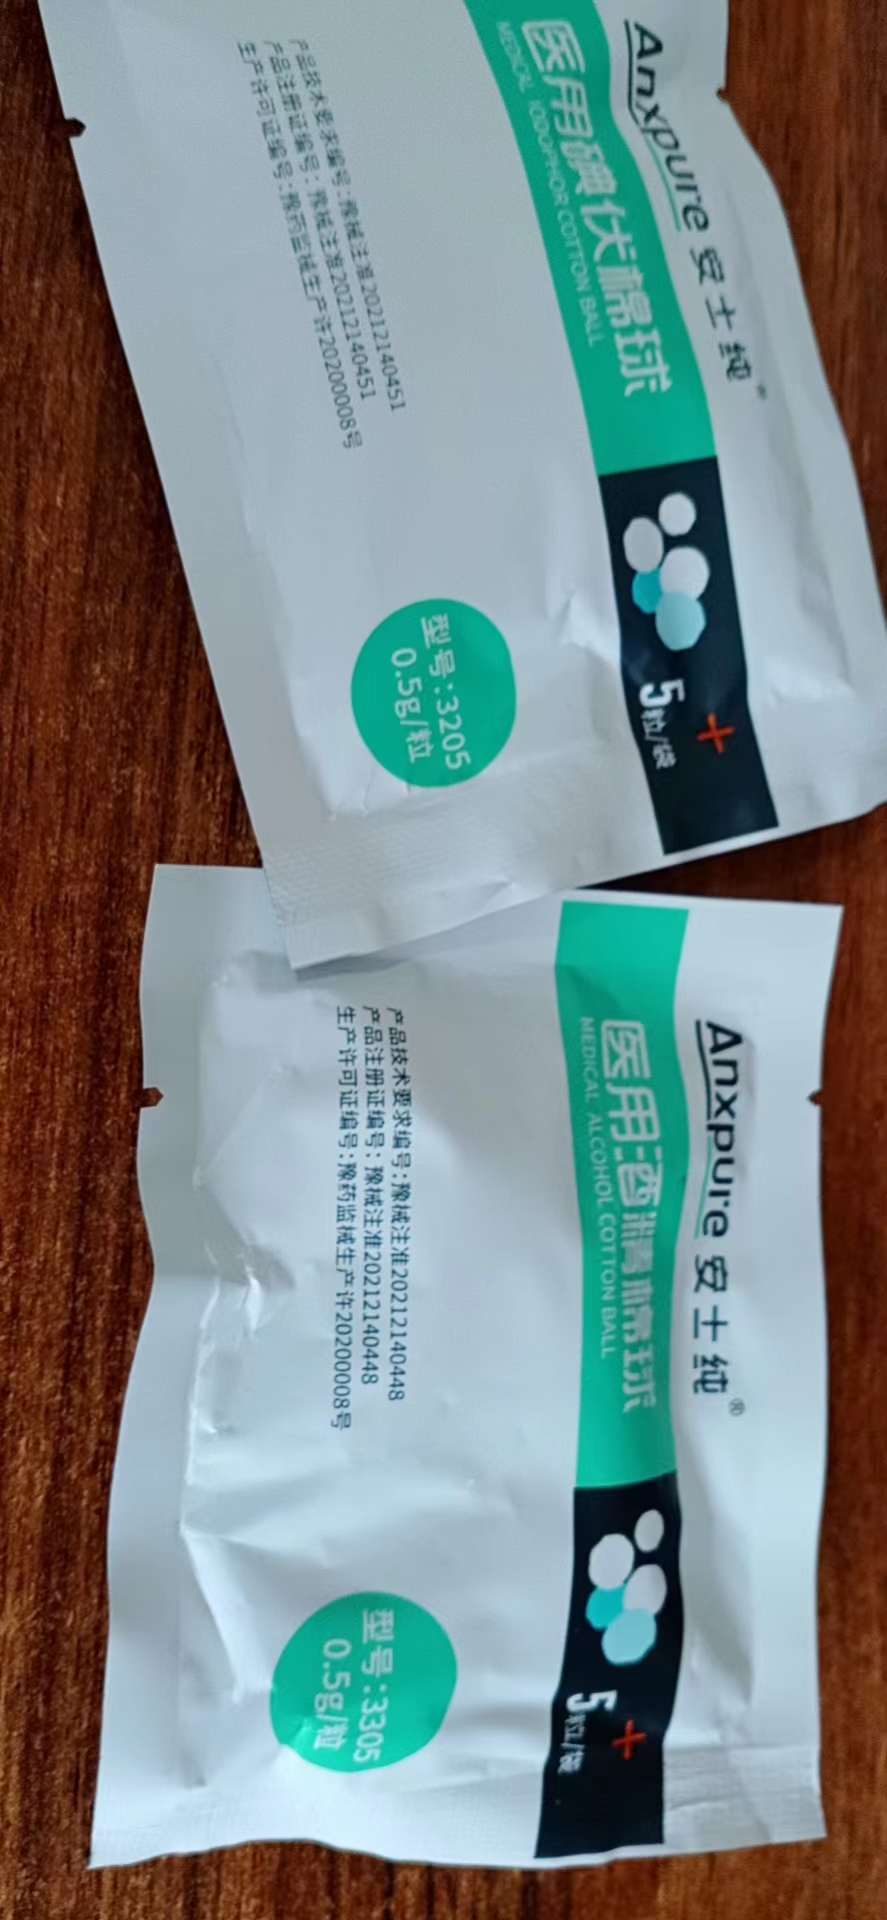 Anxpure 安士纯®
医用碘伏棉球
MEDICAL IODOPHOR COTTON BALL
5粒/袋
产品技术要求编号:豫械注准20212140451
产品注册证编号:豫械注准20212140451
生产许可证编号:豫药监械生产许20200008号
型号:3205
0.5g/粒
Anxpure 安士纯®
医用酒精棉球
MEDICAL ALCOHOL COTTON BALL
5粒/袋
产品技术要求编号:豫械注准20212140448
产品注册证编号:豫械注准20212140448
生产许可证编号:豫药监械生产许20200008号
型号:3305
0.5g/粒